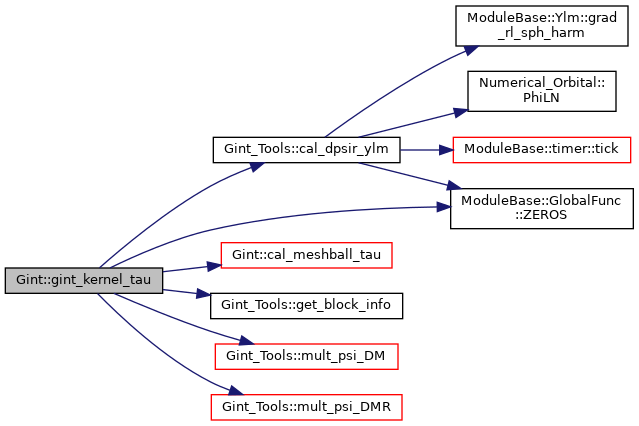 ModuleBase::Ylm::grad
_rl_sph_harm
Numerical_Orbital::
PhiLN
Gint_Tools::cal_dpsir_ylm
ModuleBase::timer::tick
ModuleBase::GlobalFunc
::ZEROS
Gint::gint_kernel_tau
Gint::cal_meshball_tau
Gint_Tools::get_block_info
Gint_Tools::mult_psi_DM
Gint_Tools::mult_psi_DMR